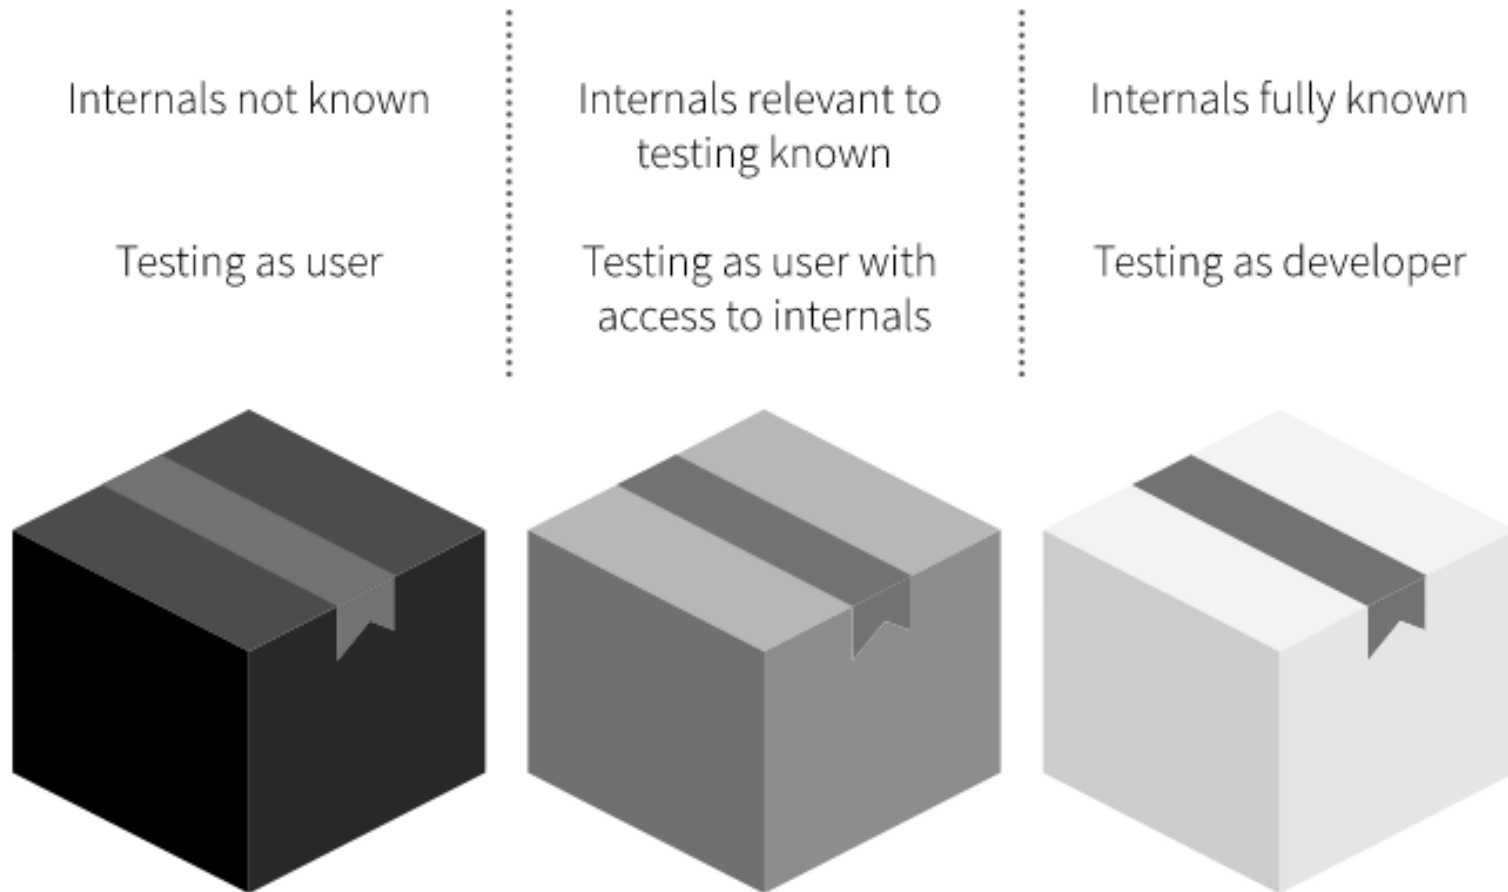 Internals not known
Testing as user
Internals relevant to
testing known
Testing as user with
access to internals
Internals fully known
Testing as developer